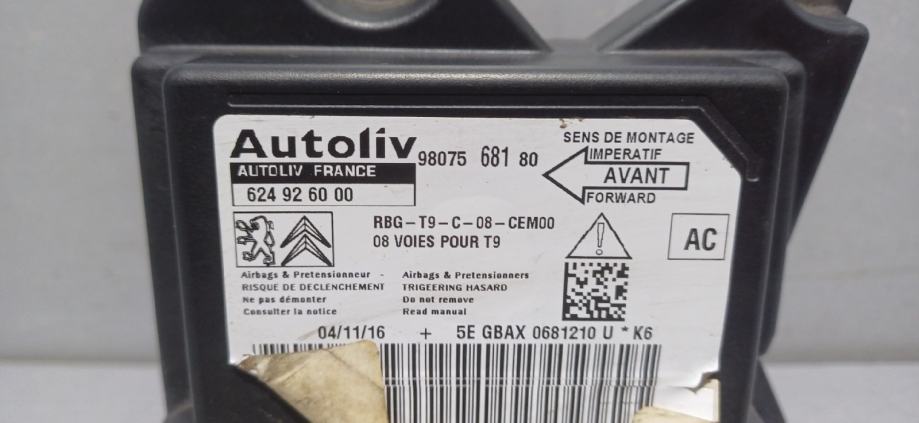 Autoliv
AUTOLIV FRANCE
624 92 60 00
98075 681 80
SENS DE MONTAGE
IMPERATIF
AVANT
FORWARD
RBG-T9-C-08-CEM00
08 VOIES POUR T9
AC
Airbags & Pretensionneur -
RISQUE DE DECLENCHEMENT
Ne pas démonter
Consulter la notice
Airbags & Pretensionners
TRIGEERING HASARD
Do not remove
Read manual
04/11/16 + 5E GBAX 0681210 U * K6